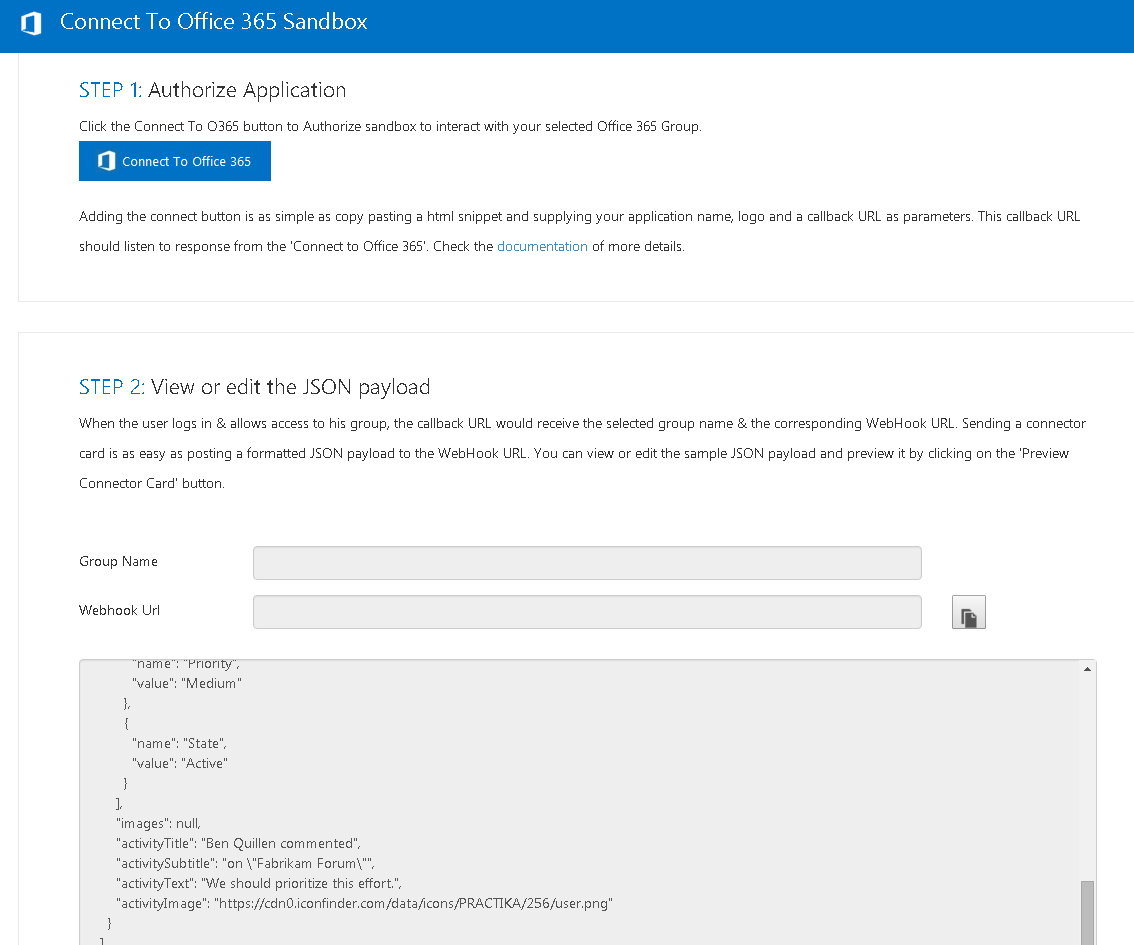 Connect To Office 365 Sandbox
STEP 1: Authorize Application
Click the Connect To O365 button to Authorize sandbox to interact with your selected Office 365 Group.
Connect To Office 365
Adding the connect button is as simple as copy pasting a html snippet and supplying your application name, logo and a callback URL as parameters. This callback URL
should listen to response from the 'Connect to Office 365'. Check the documentation of more details.
STEP 2: View or edit the JSON payload
When the user logs in & allows access to his group, the callback URL would receive the selected group name & the corresponding WebHook URL. Sending a connector
card is as easy as posting a formatted JSON payload to the WebHook URL. You can view or edit the sample JSON payload and preview it by clicking on the 'Preview
Connector Card' button.
Group Name
Webhook Url
"name": "Priority",
"value": "Medium"
},
{
"name": "State",
"value": "Active"
}
],
"images": null,
"activityTitle": "Ben Quillen commented",
"activitySubtitle": "on \"Fabrikam Forum\"",
"activityText": "We should prioritize this effort.",
"activityImage": "https://cdn0.iconfinder.com/data/icons/PRACTIKA/256/user.png"
}
]